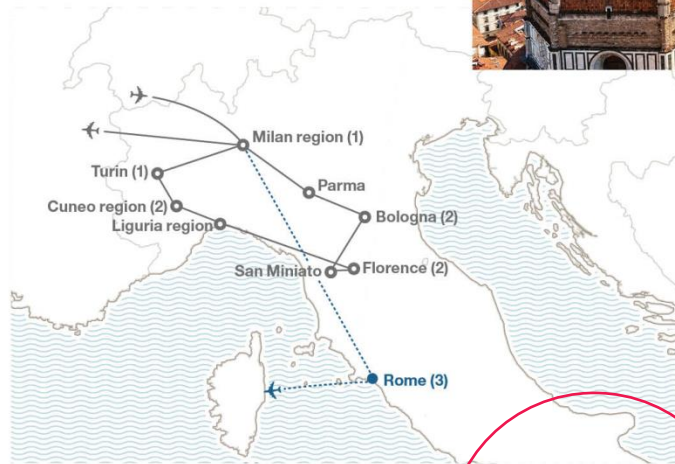 Milan region (1)
Turin (1)
Parma
Cuneo region (2)
Bologna (2)
Liguria region
San Miniato
Florence (2)
Rome (3)